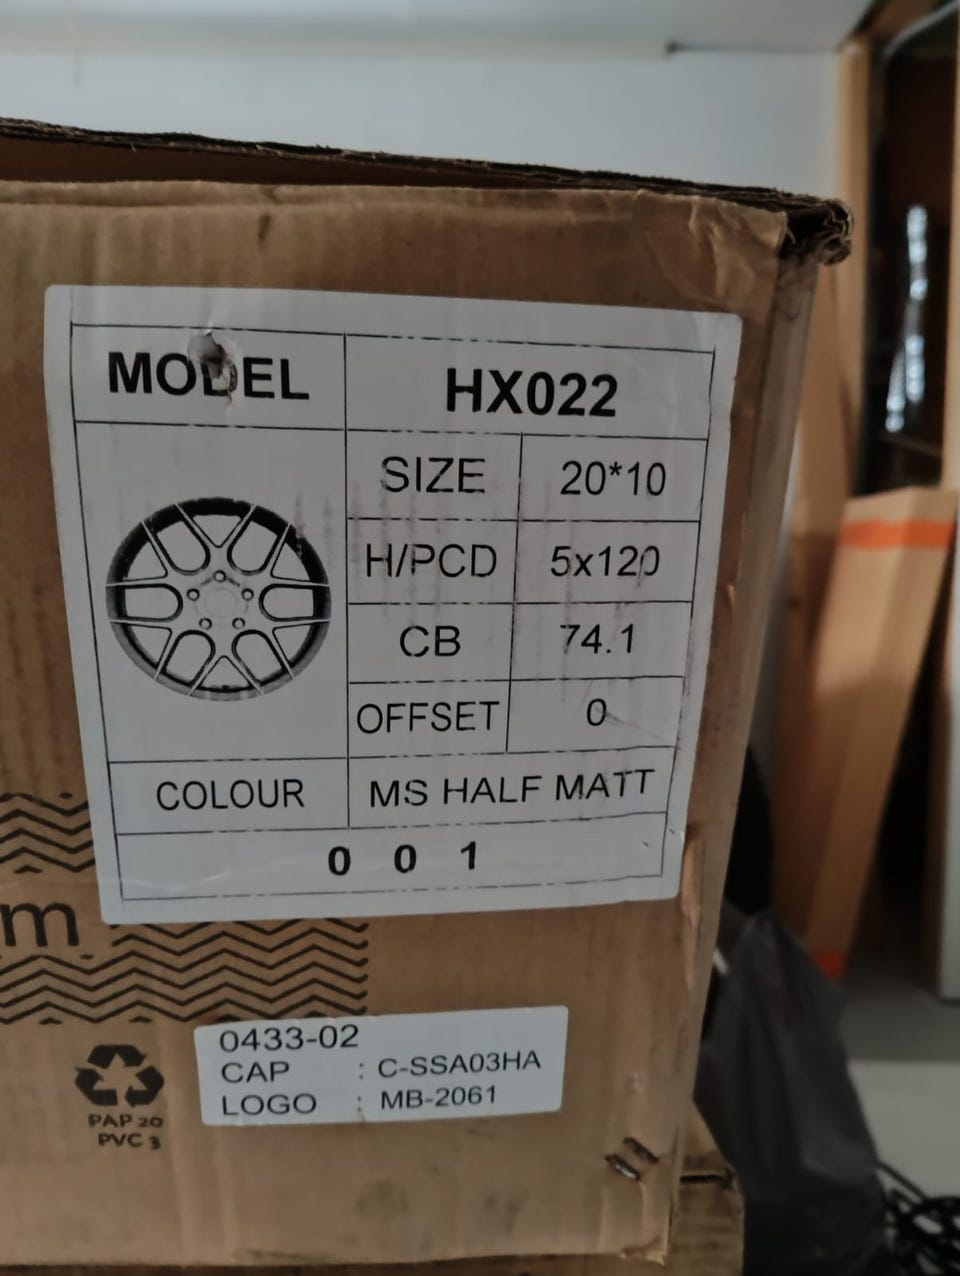 MODEL HX022
SIZE 20*10
H/PCD 5x120
CB 74.1
OFFSET 0
COLOUR MS HALF MATT
0 0 1
m
0433-02
CAP : C-SSA03HA
LOGO : MB-2061
PAP 20
PVC 3